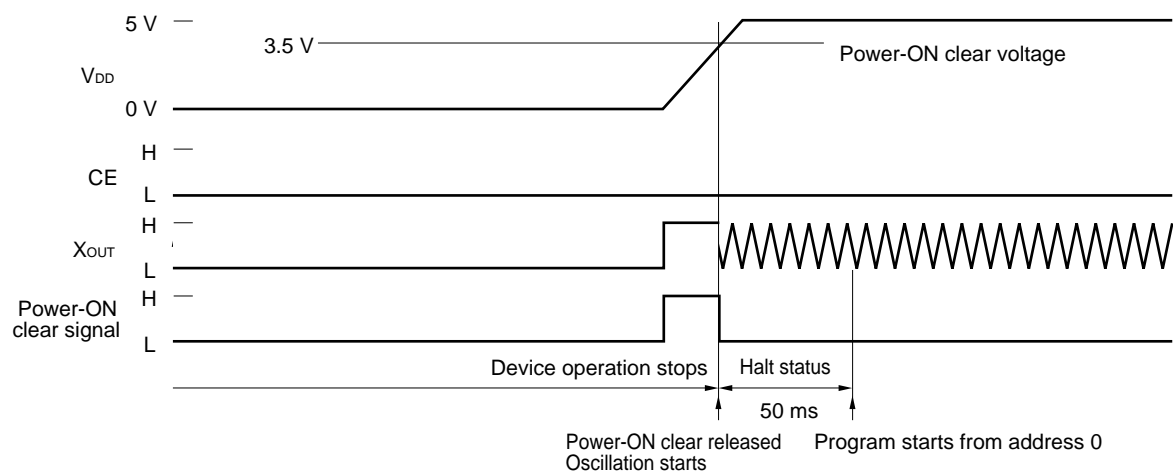 5 V
3.5 V
Power-ON clear voltage
VDD
0 V
H
CE
L
H
XOUT
L
H
Power-ON
clear signal
L
Device operation stops
Halt status
50 ms
Power-ON clear released
Oscillation starts
Program starts from address 0